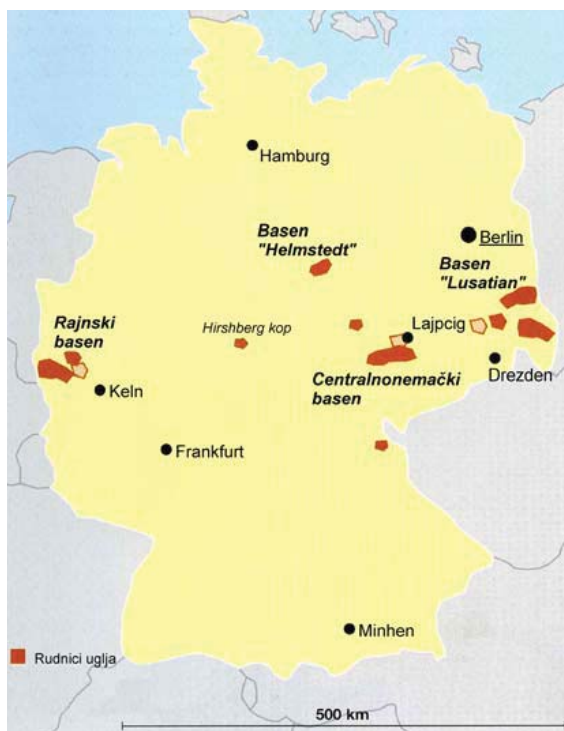 Hamburg
Basen
"Helmstedt"
Berlin
Basen
"Lusatian"
Rajnski
basen
Hirshberg kop
Lajpcig
Centralnonemački
basen
Drezden
Keln
Frankfurt
Minhen
Rudnici uglja
500 km